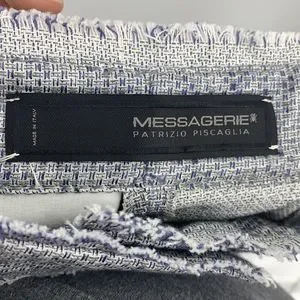 MESSAGERIE
PATRIZIO PISCAGLIA
MADE IN ITALY